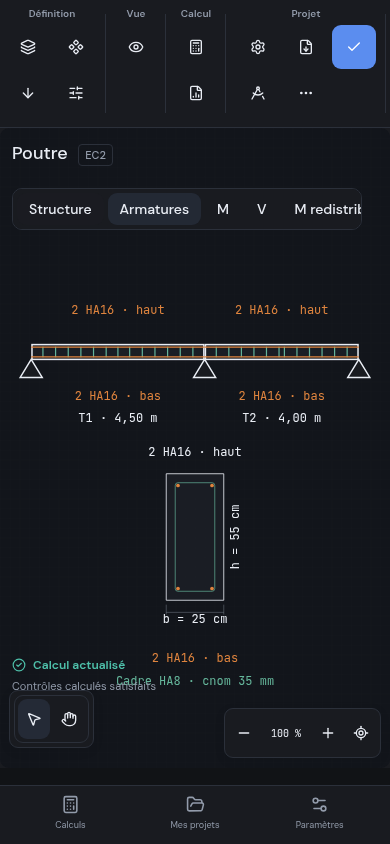 Définition
Vue
Calcul
Projet
Poutre
EC2
Structure
Armatures
M
V
M redistrib
2 HA16 · haut
2 HA16 · haut
2 HA16 · bas
2 HA16 · bas
T1 · 4,50 m
T2 · 4,00 m
2 HA16 · haut
h = 55 cm
b = 25 cm
2 HA16 · bas
Calcul actualisé
Cadre HA8 · cnom 35 mm
Contrôles calculés satisfaits
100 %
Calculs
Mes projets
Paramètres